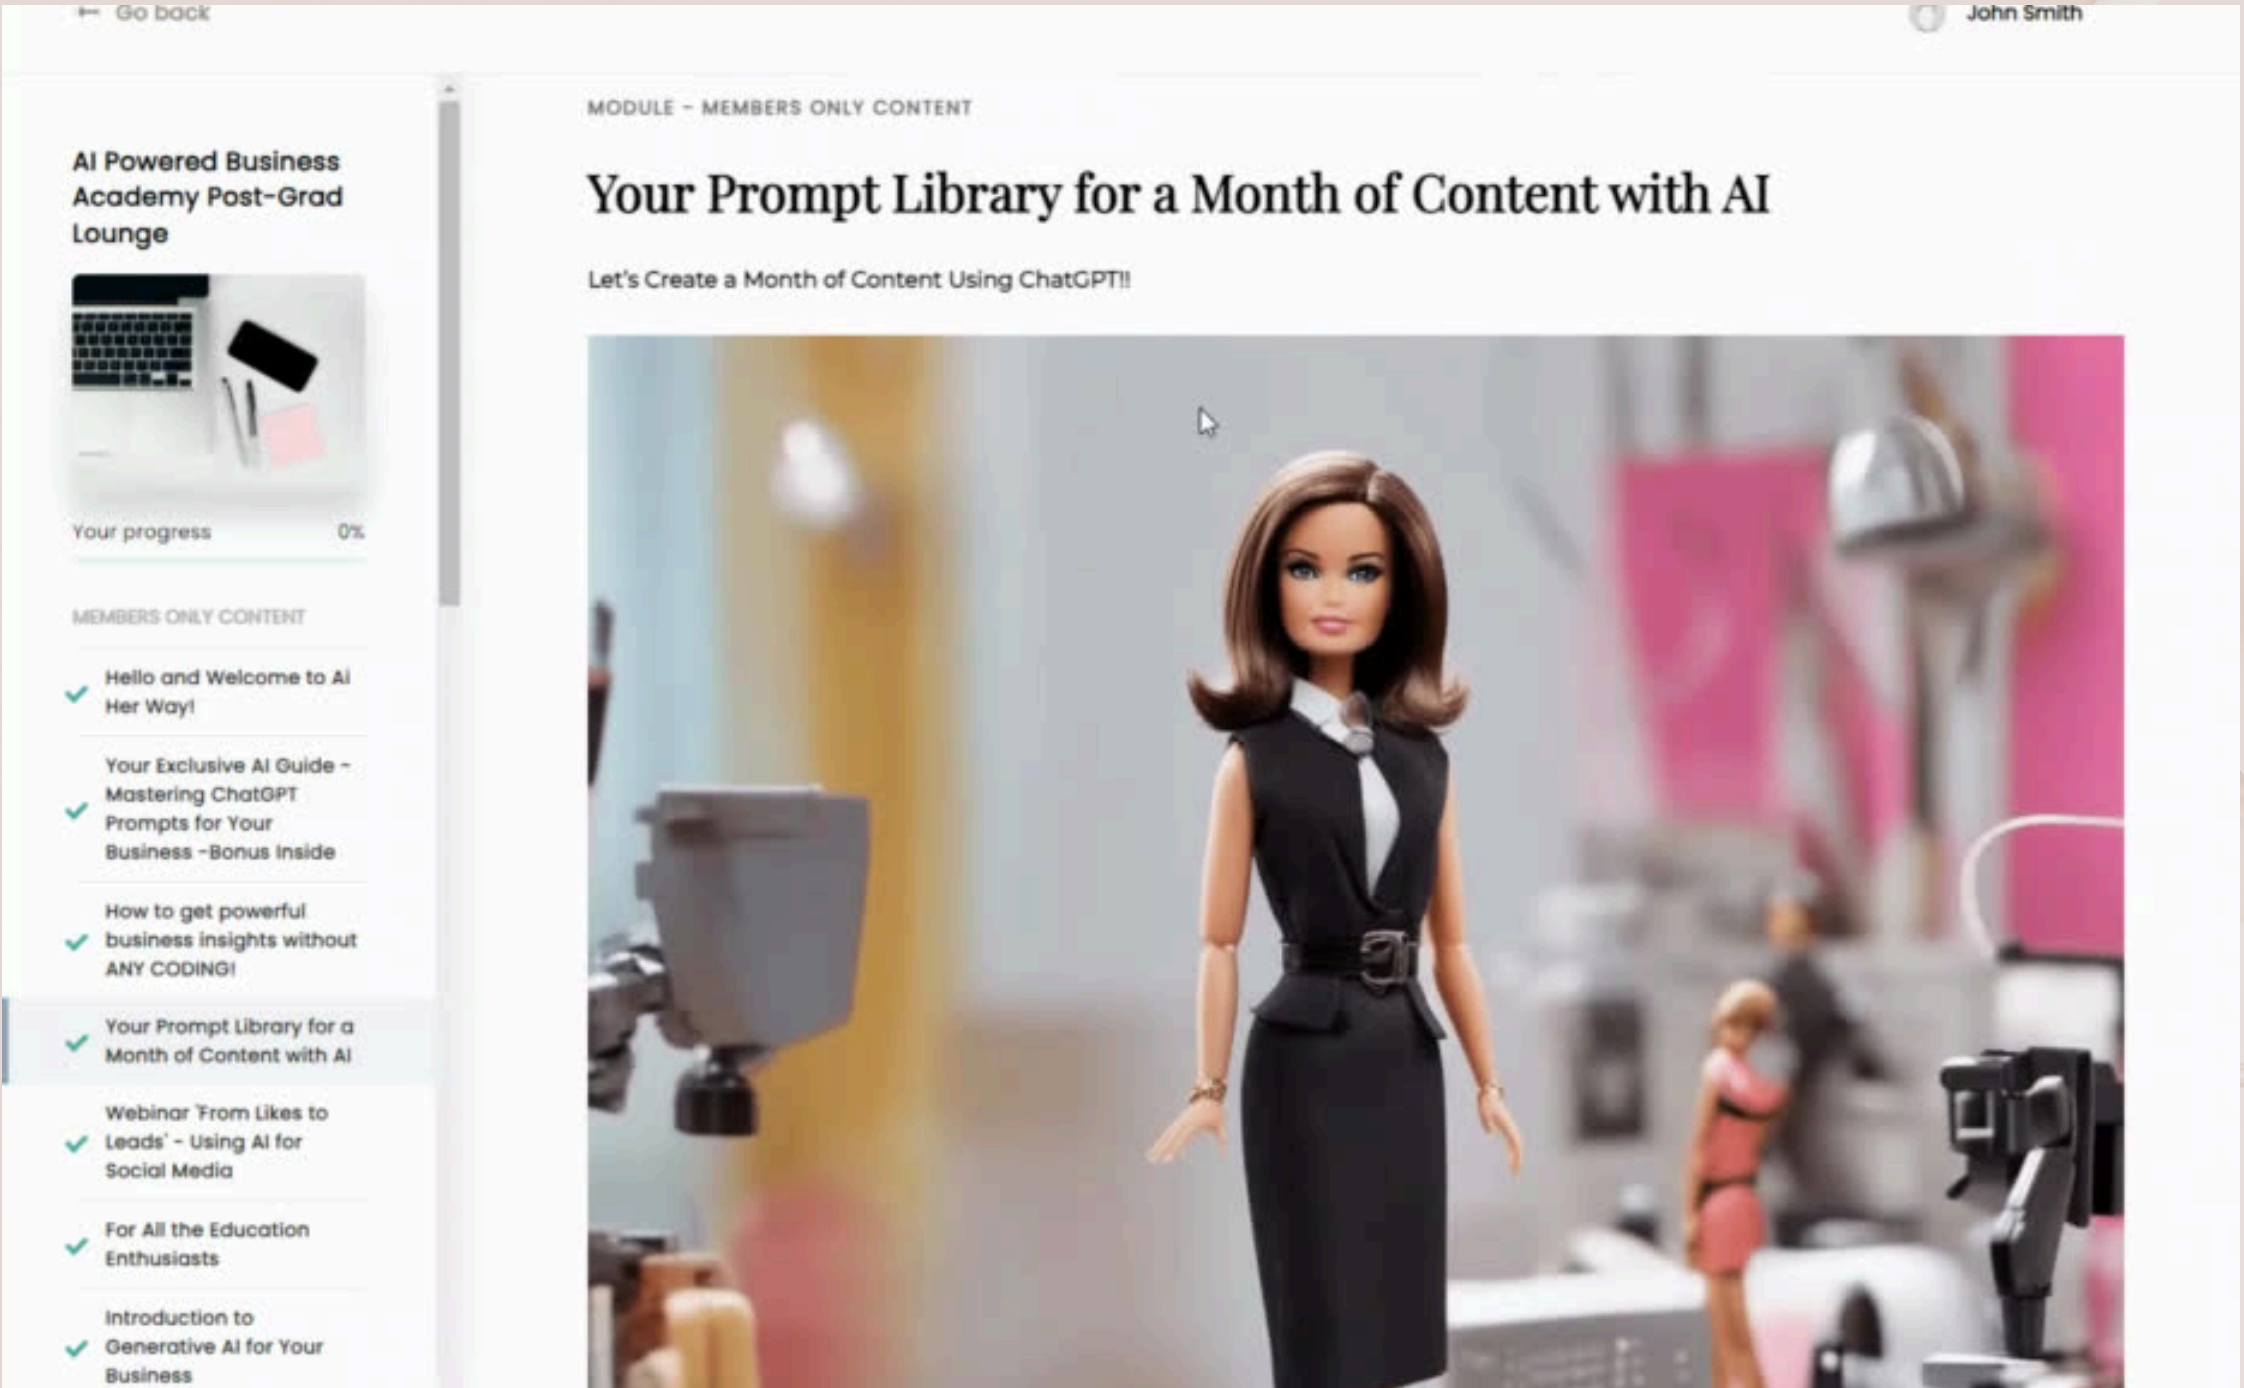 Go back
John Smith
AI Powered Business
Academy Post-Grad
Lounge
Your progress 0%
MEMBERS ONLY CONTENT
Hello and Welcome to Ai
Her Way!
Your Exclusive AI Guide -
Mastering ChatGPT
Prompts for Your
Business -Bonus Inside
How to get powerful
business insights without
ANY CODING!
Your Prompt Library for a
Month of Content with AI
Webinar 'From Likes to
Leads' - Using AI for
Social Media
For All the Education
Enthusiasts
Introduction to
Generative AI for Your
Business
MODULE - MEMBERS ONLY CONTENT
Your Prompt Library for a Month of Content with AI
Let's Create a Month of Content Using ChatGPT!!